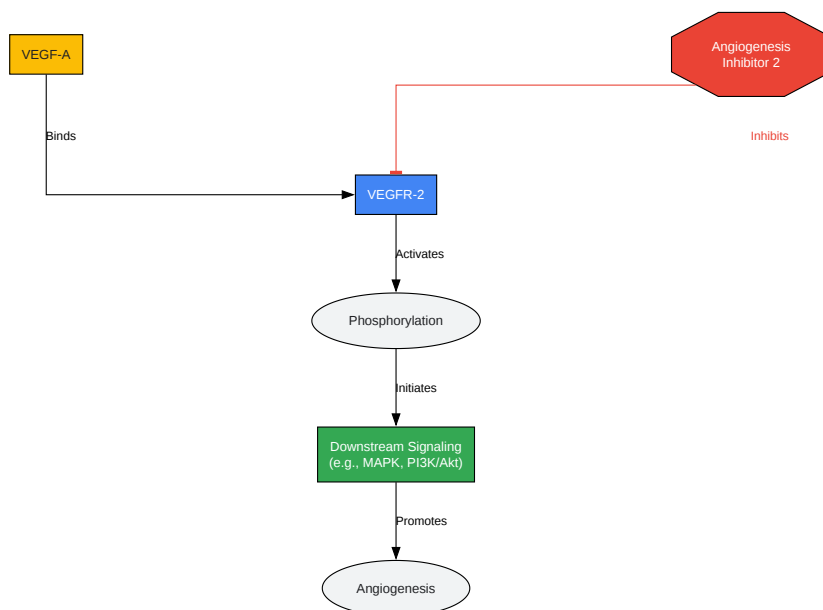 VEGF-A
Angiogenesis
Inhibitor 2
Binds
Inhibits
VEGFR-2
Activates
Phosphorylation
Initiates
Downstream Signaling
(e.g., MAPK, PI3K/Akt)
Promotes
Angiogenesis